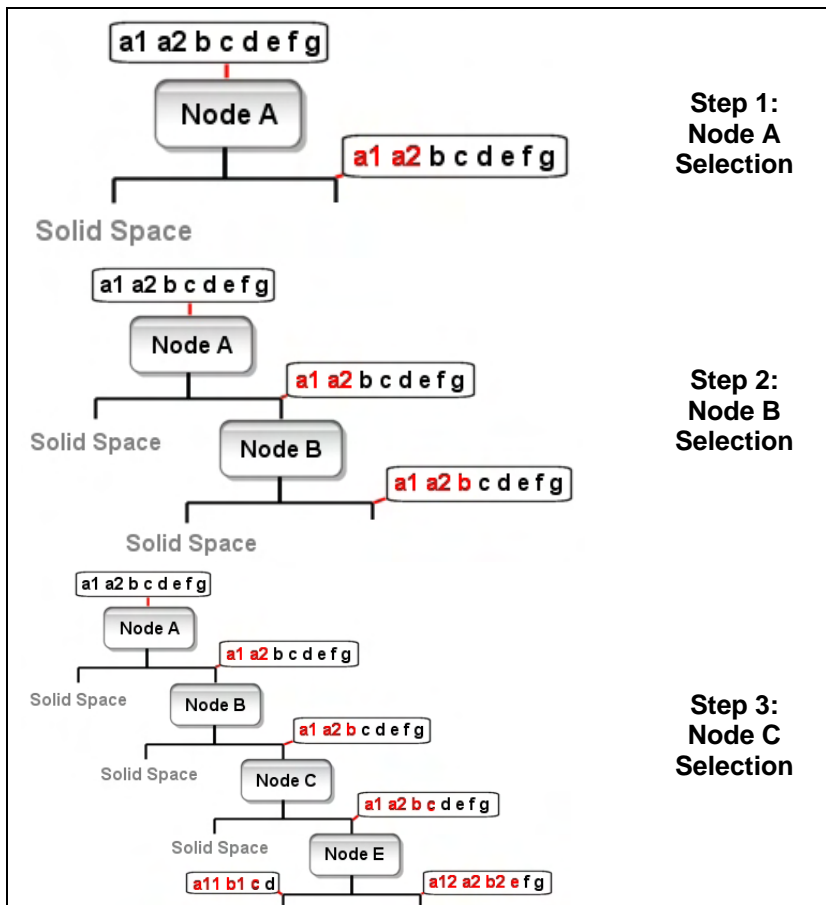 a1 a2 b c d e f g
Node A
a1 a2 b c d e f g
Solid Space
Step 1:
Node A
Selection
a1 a2 b c d e f g
Node A
a1 a2 b c d e f g
Solid Space
Node B
a1 a2 b c d e f g
Solid Space
Step 2:
Node B
Selection
a1 a2 b c d e f g
Node A
a1 a2 b c d e f g
Solid Space
Node B
a1 a2 b c d e f g
Solid Space
Node C
a1 a2 b c d e f g
Solid Space
Node E
a11 b1 c d
a12 a2 b2 e f g
Step 3:
Node C
Selection